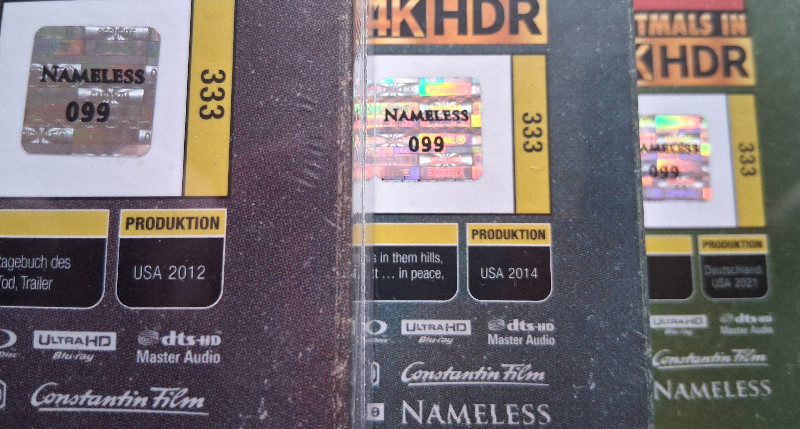 NAMELESS
099
333
PRODUKTION
USA 2012
agebuch des
Tod, Trailer
ULTRA HD
Blu-ray
dts-HD
Master Audio
Constantin Film
4K HDR
NAMELESS
099
333
PRODUKTION
USA 2014
in them hills,
... in peace,
ULTRA HD
Blu-ray
dts-HD
Master Audio
Constantin Film
NAMELESS
TMALS IN
K HDR
NAMELESS
099
333
PRODUKTION
Deutschland,
USA 2021
ULTRA HD
Blu-ray
dts-HD
Master Audio
Constantin Film
NAMELESS